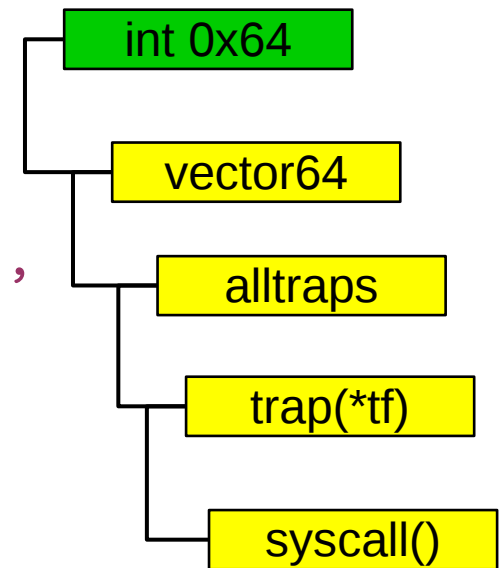 int 0x64
vector64
,
alltraps
trap(*tf)
syscall()